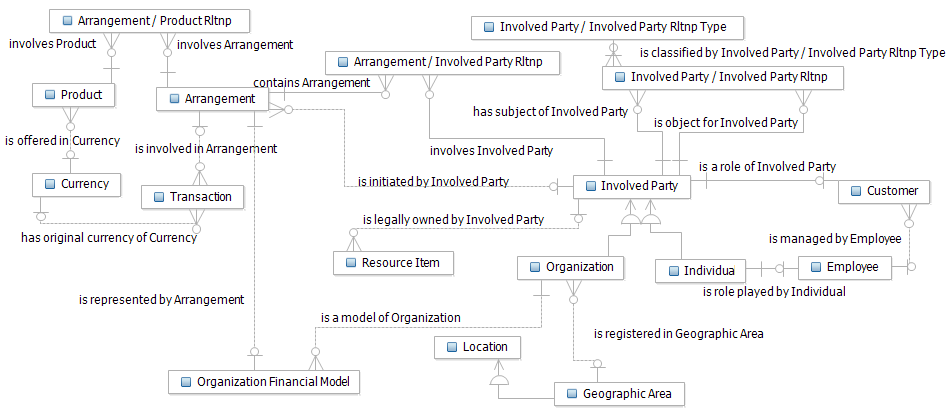 Arrangement / Product Rltnp
Involved Party / Involved Party Rltnp Type
involves Product
involves Arrangement
is classified by Involved Party / Involved Party Rltnp Type
Arrangement / Involved Party Rltnp
Involved Party / Involved Party Rltnp
contains Arrangement
Product
Arrangement
has subject of Involved Party
is object for Involved Party
is offered in Currency
is involved in Arrangement
involves Involved Party
is a role of Involved Party
Currency
Transaction
is initiated by Involved Party
Involved Party
Customer
is legally owned by Involved Party
has original currency of Currency
is managed by Employee
Resource Item
Organization
Individua
Employee
is role played by Individual
is represented by Arrangement
is a model of Organization
is registered in Geographic Area
Location
Organization Financial Model
Geographic Area